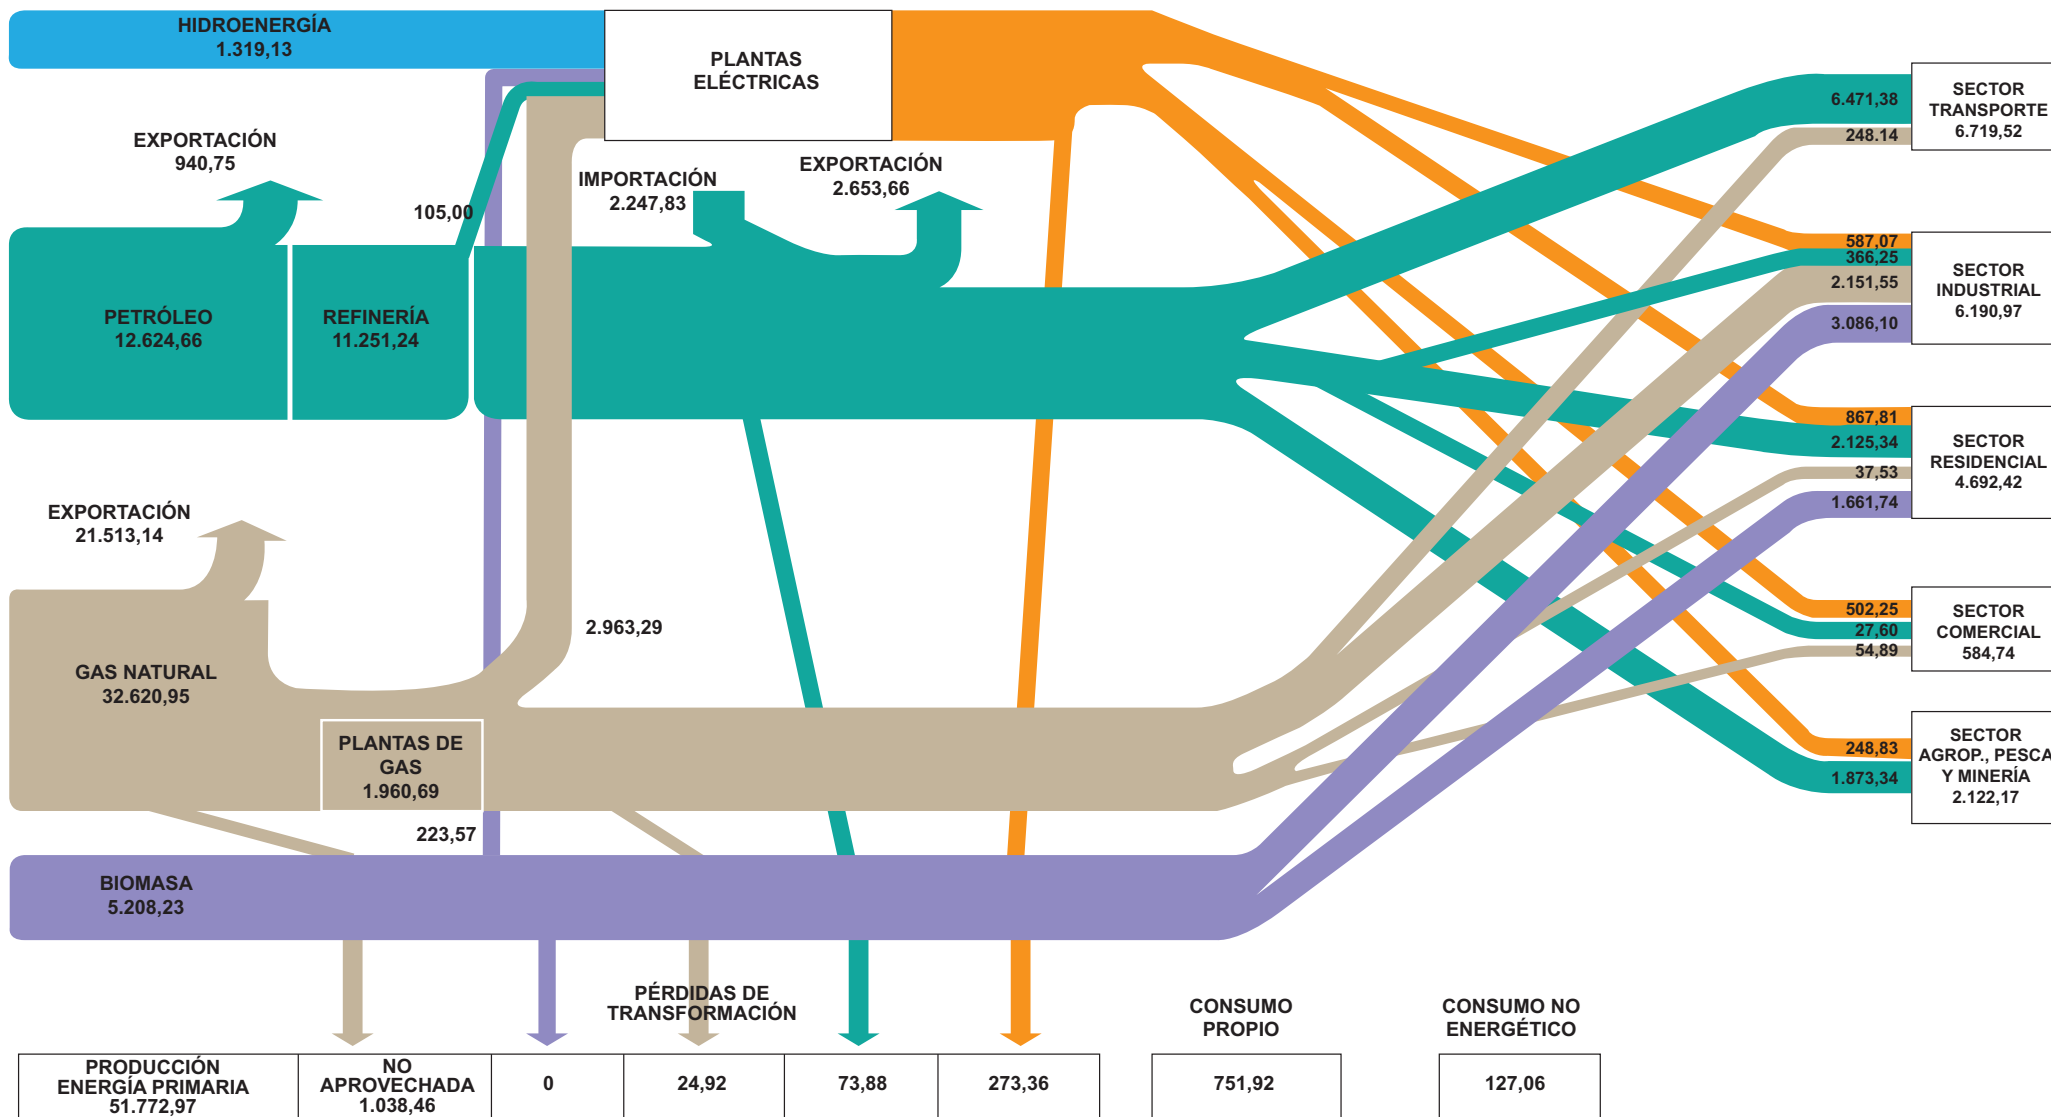 HIDROENERGÍA
1.319,13
PLANTAS
ELÉCTRICAS
EXPORTACIÓN
940,75
105,00
IMPORTACIÓN
2.247,83
EXPORTACIÓN
2.653,66
PETRÓLEO
12.624,66
REFINERÍA
11.251,24
EXPORTACIÓN
21.513,14
2.963,29
GAS NATURAL
32.620,95
PLANTAS DE
GAS
1.960,69
223,57
BIOMASA
5.208,23
6.471,38
248.14
SECTOR
TRANSPORTE
6.719,52
587,07
366,25
2.151,55
3.086,10
SECTOR
INDUSTRIAL
6.190,97
867,81
2.125,34
37,53
1.661,74
SECTOR
RESIDENCIAL
4.692,42
502,25
27,60
54,89
SECTOR
COMERCIAL
584,74
248,83
1.873,34
SECTOR
AGROP., PESCA
Y MINERÍA
2.122,17
PÉRDIDAS DE
TRANSFORMACIÓN
CONSUMO
PROPIO
CONSUMO NO
ENERGÉTICO
PRODUCCIÓN
ENERGÍA PRIMARIA
51.772,97
NO
APROVECHADA
1.038,46
0
24,92
73,88
273,36
751,92
127,06